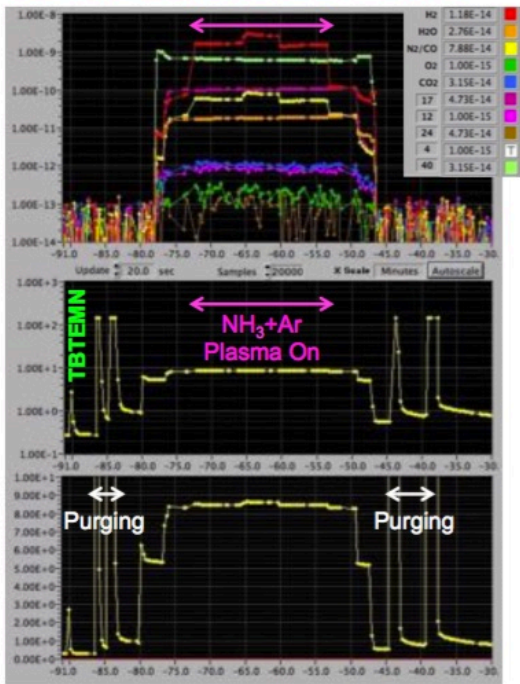 1.00E-8
1.00E-9
1.00E-10
1.00E-11
1.00E-12
1.00E-13
1.00E-14
H2 1.18E-14
H2O 2.76E-14
N2/CO 7.88E-14
O2 1.00E-15
CO2 3.15E-14
17 4.73E-14
12 1.00E-15
24 4.73E-14
4 T 1.00E-15
40 3.15E-14
-91.0 -85.0 -80.0 -75.0 -70.0 -65.0 -60.0 -55.0 -50.0 -45.0 -40.0 -35.0 -30.0
Update 20.0 sec Samples 20000 X Scale Minutes Autoscale
1.00E+3
1.00E+2
1.00E+1
1.00E+0
1.00E-1
TBTEMN
NH3+Ar
Plasma On
-91.0 -85.0 -80.0 -75.0 -70.0 -65.0 -60.0 -55.0 -50.0 -45.0 -40.0 -35.0 -30.0
1.00E+1
9.00E+0
8.00E+0
7.00E+0
6.00E+0
5.00E+0
4.00E+0
3.00E+0
2.00E+0
1.00E+0
0.00E+0
Purging
Purging
-91.0 -85.0 -80.0 -75.0 -70.0 -65.0 -60.0 -55.0 -50.0 -45.0 -40.0 -35.0 -30.0